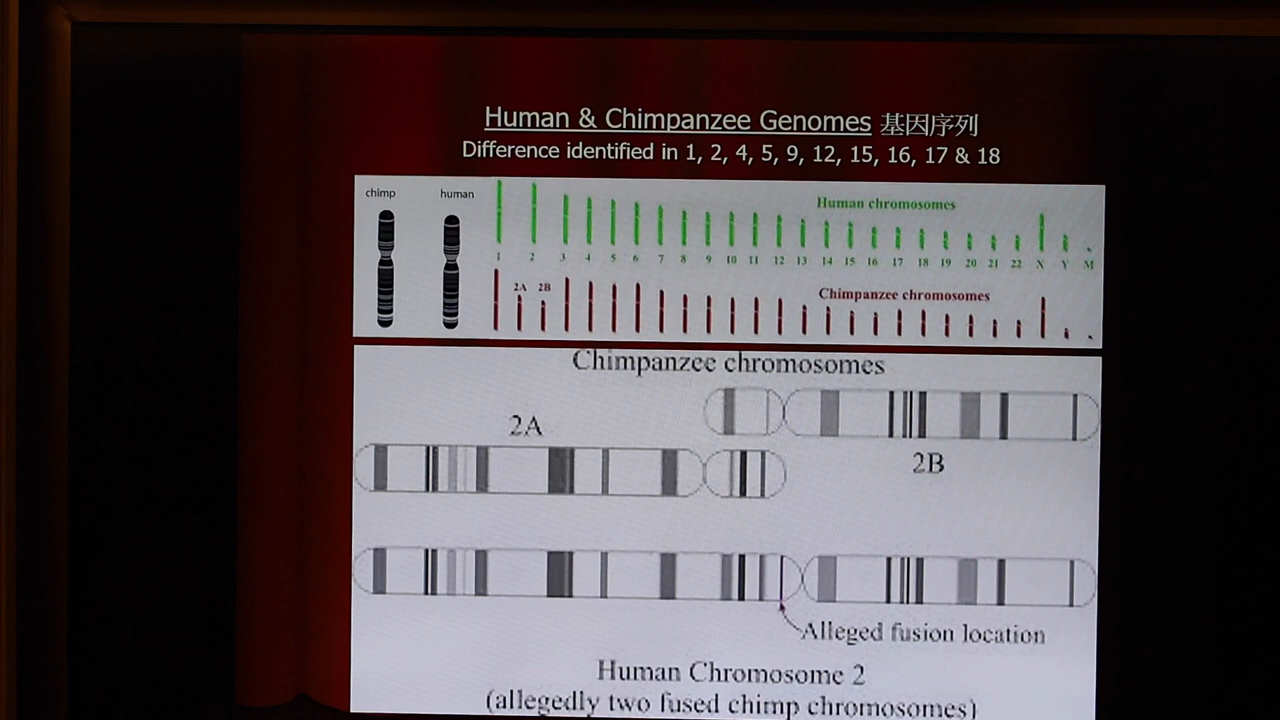 Human & Chimpanzee Genomes 基因序列
Difference identified in 1, 2, 4, 5, 9, 12, 15, 16, 17 & 18
chimp human
Human chromosomes
1 2 3 4 5 6 7 8 9 10 11 12 13 14 15 16 17 18 19 20 21 22 X Y M
2A 2B
Chimpanzee chromosomes
Chimpanzee chromosomes
2A
2B
Alleged fusion location
Human Chromosome 2
(allegedly two fused chimp chromosomes)